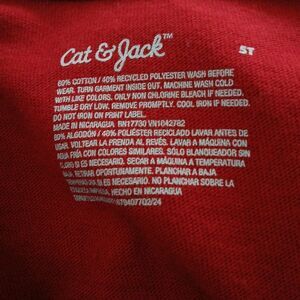 Cat & Jack™
5T
60% COTTON / 40% RECYCLED POLYESTER WASH BEFORE
WEAR. TURN GARMENT INSIDE OUT. MACHINE WASH COLD
WITH LIKE COLORS. ONLY NON CHLORINE BLEACH IF NEEDED.
TUMBLE DRY LOW. REMOVE PROMPTLY. COOL IRON IF NEEDED.
DO NOT IRON ON PRINT LABEL.
MADE IN NICARAGUA RN17730 VN1042782
60% ALGODÓN / 40% POLIÉSTER RECICLADO LAVAR ANTES DE
USAR. VOLTEAR LA PRENDA AL REVÉS. LAVAR A MÁQUINA CON
AGUA FRÍA CON COLORES SIMILARES. SÓLO BLANQUEADOR SIN
CLORO SI ES NECESARIO. SECAR A MÁQUINA A TEMPERATURA
BAJA. RETIRAR OPORTUNAMENTE. PLANCHAR A BAJA
TEMPERATURA SI ES NECESARIO. NO PLANCHAR SOBRE LA
ETIQUETA IMPRESA. HECHO EN NICARAGUA